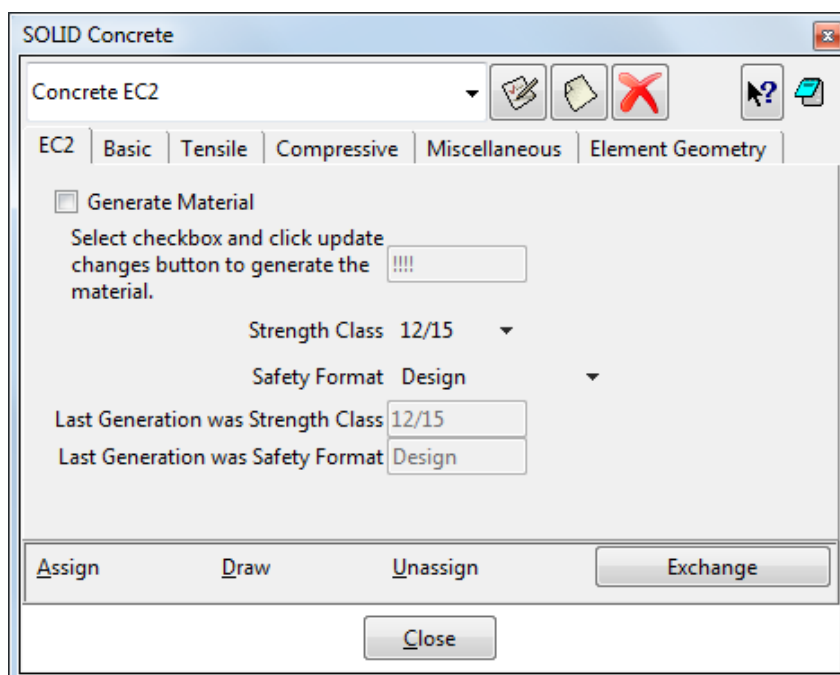 SOLID Concrete
x
Concrete EC2
?
EC2 Basic Tensile Compressive Miscellaneous Element Geometry
Generate Material
Select checkbox and click update
changes button to generate the
material.
!!!!
Strength Class 12/15
Safety Format Design
Last Generation was Strength Class 12/15
Last Generation was Safety Format Design
Assign Draw Unassign Exchange
Close